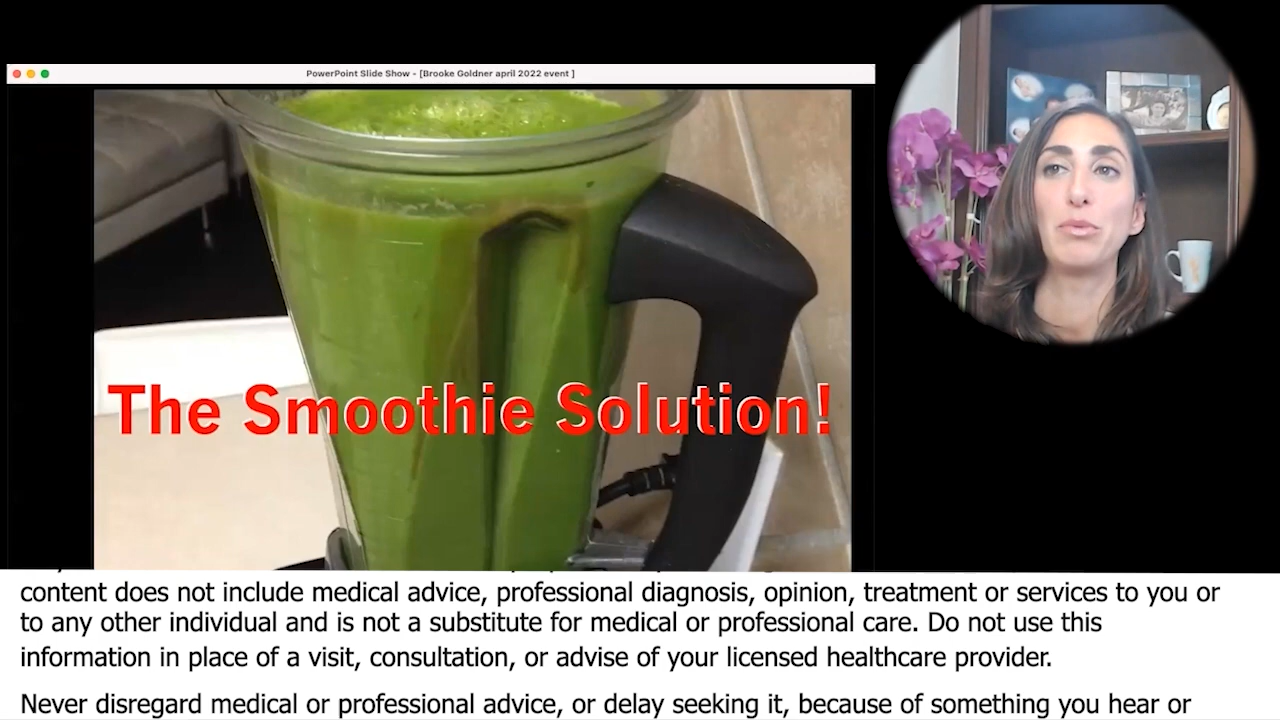 PowerPoint Slide Show - [Brooke Goldner april 2022 event ]
The Smoothie Solution!
content does not include medical advice, professional diagnosis, opinion, treatment or services to you or
to any other individual and is not a substitute for medical or professional care. Do not use this
information in place of a visit, consultation, or advise of your licensed healthcare provider.
Never disregard medical or professional advice, or delay seeking it, because of something you hear or